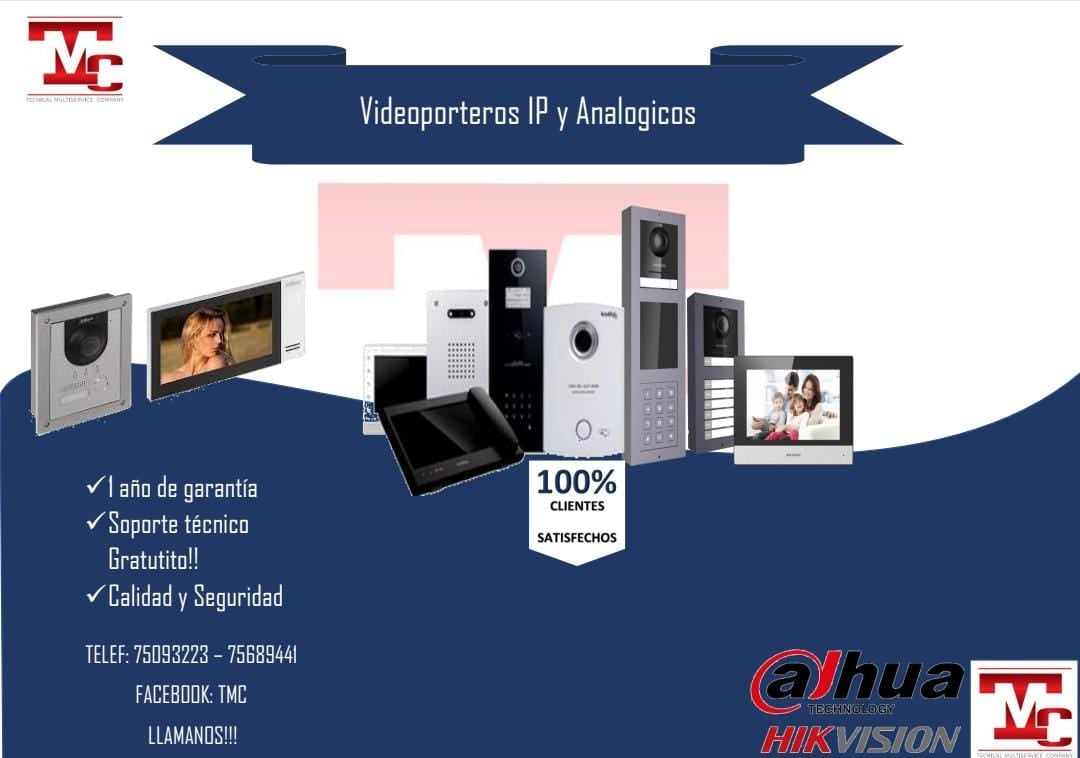 TMC
TECNICAL MULTISERVICE COMPANY
Videoporteros IP y Analogicos
alhua
✓1 año de garantía
✓Soporte técnico
Gratutito!!
✓Calidad y Seguridad
100%
CLIENTES
SATISFECHOS
TELEF: 75093223 – 75689441
FACEBOOK: TMC
LLAMANOS!!!
alhua
TECHNOLOGY
HIKVISION
TMC
TECNICAL MULTISERVICE COMPANY